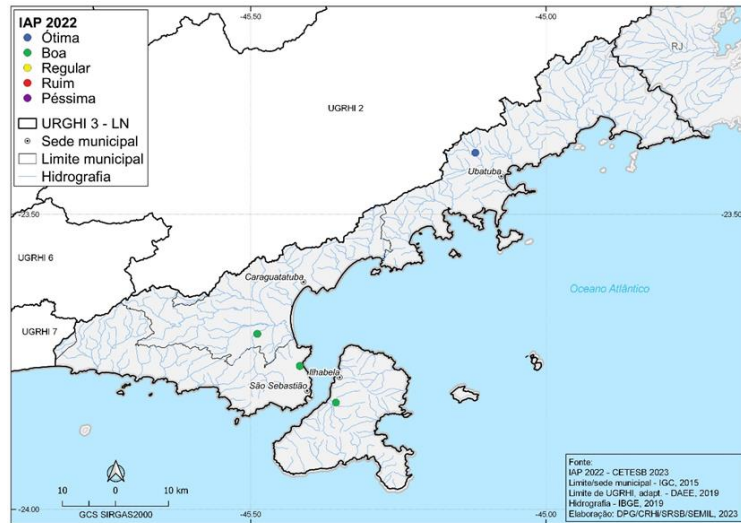 -45.50
-45.00
IAP 2022
Ótima
Boa
Regular
Ruim
Péssima
URGHI 3 - LN
Sede municipal
Limite municipal
Hidrografia
RJ
UGRHI 2
Ubatuba
-23.50
-23.50
UGRHI 6
Caraguatatuba
Oceano Atlântico
UGRHI 7
Ilhabela
São Sebastião
Fonte:
IAP 2022 - CETESB 2023
Limite/sede municipal - IGC, 2015
Limite de UGRHI, adapt. - DAEE, 2019
Hidrografia - IBGE, 2019
Elaboração: DPG/CRHi/SRSB/SEMIL, 2023
10 0 10 km
GCS SIRGAS2000
-24.00
-45.50
-45.00